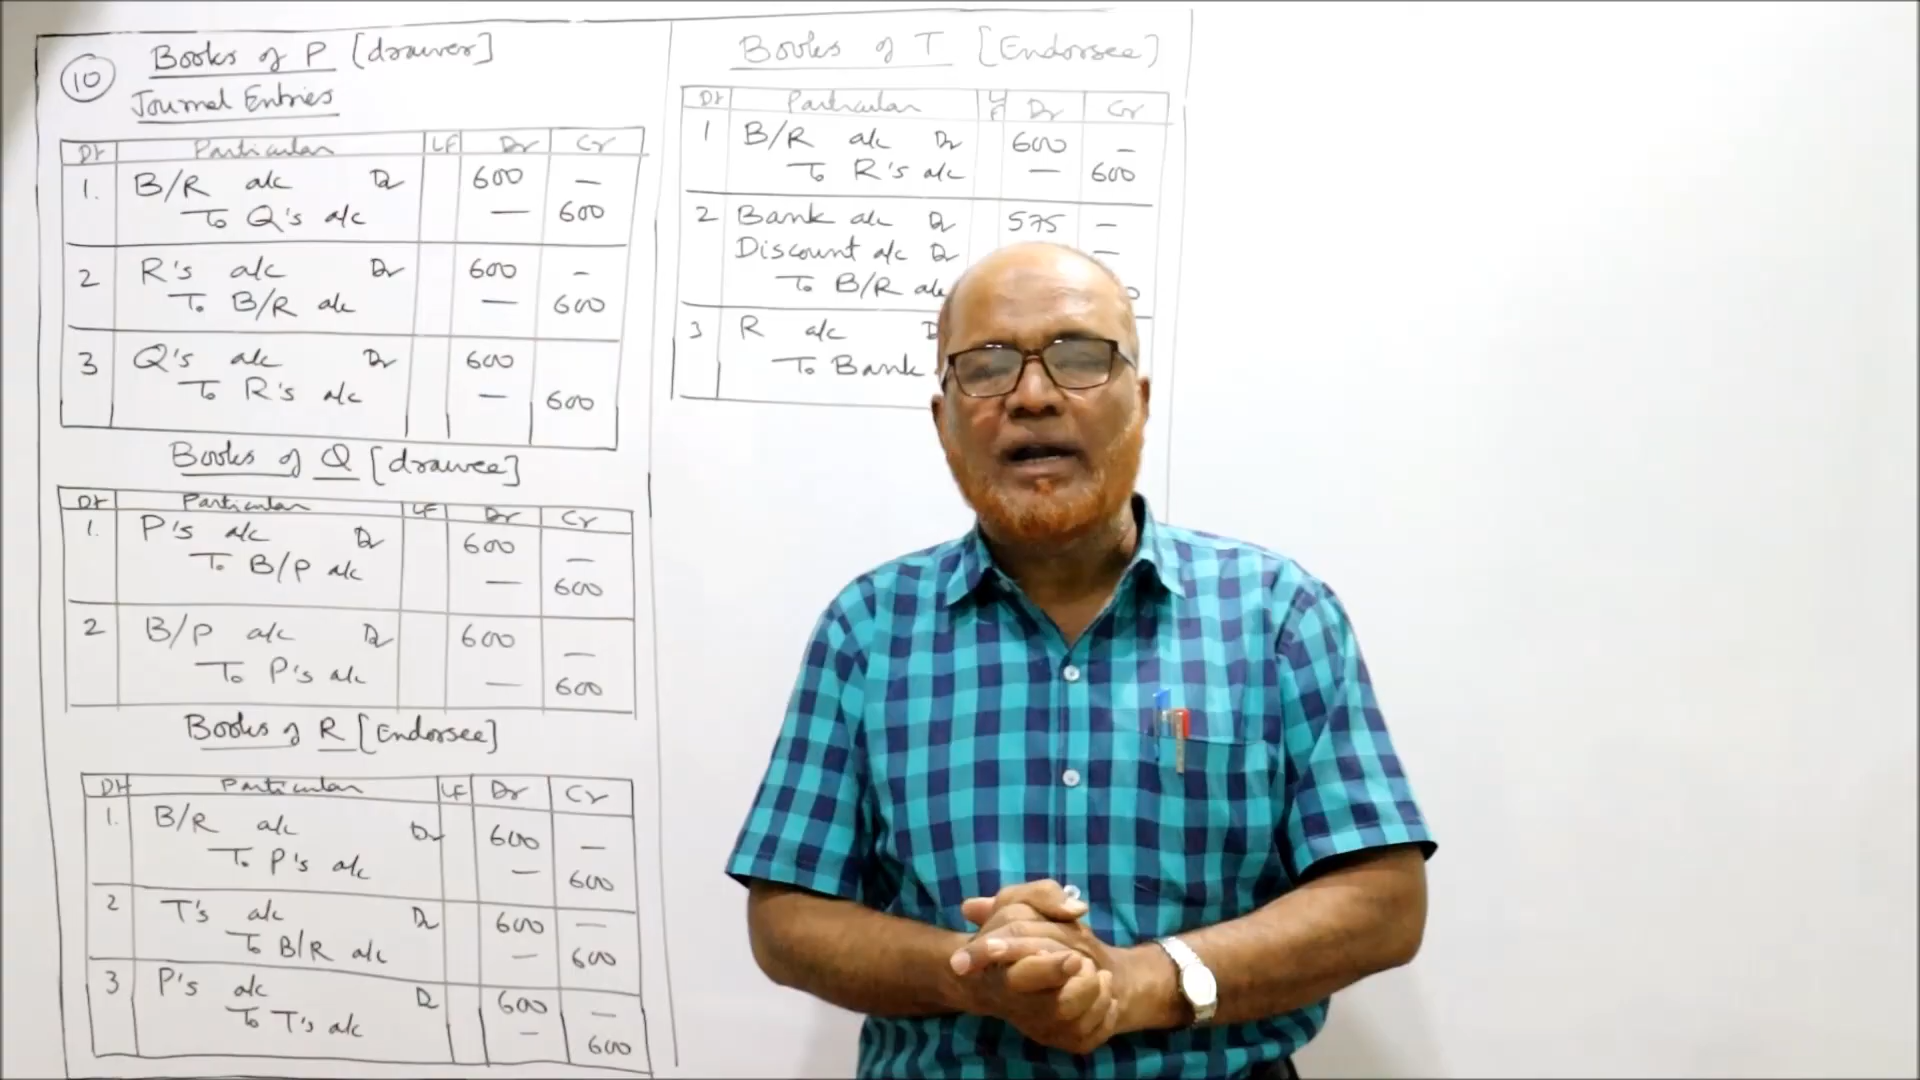 10
Books of P [drawer]
Journal Entries
Dt Particular LF Dr Cr
1. B/R a/c Dr 600 —
To Q's a/c — 600
2 R's a/c Dr 600 -
To B/R a/c — 600
3 Q's a/c Dr 600
To R's a/c — 600
Books of Q [drawee]
Dt Particular LF Dr Cr
1. P's a/c Dr 600 —
To B/P a/c — 600
2 B/P a/c Dr 600 —
To P's a/c — 600
Books of R [Endorsee]
Dt Particular LF Dr Cr
1. B/R a/c Dr 600 —
To P's a/c — 600
2 T's a/c Dr 600 —
To B/R a/c — 600
3 P's a/c Dr 600 —
To T's a/c — 600
Books of T [Endorsee]
Dt Particular LF Dr Cr
1 B/R a/c Dr 600 —
To R's a/c — 600
2 Bank a/c Dr 575 —
Discount a/c Dr —
To B/R a/c
3 R a/c
To Bank